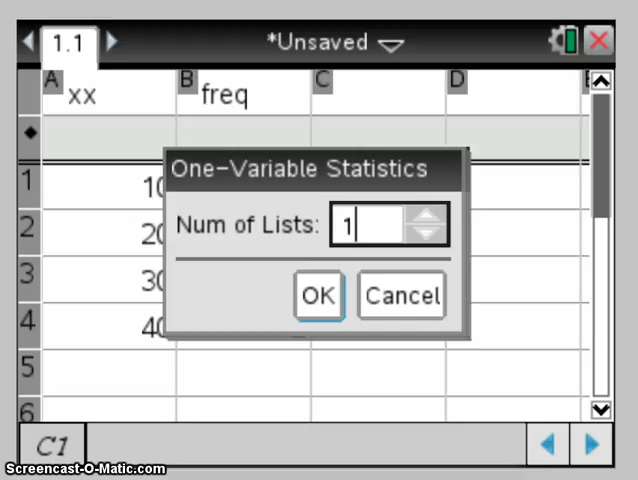 1.1
*Unsaved
A xx
B freq
C
D
One-Variable Statistics
Num of Lists: 1
OK
Cancel
1 10
2 20
3 30
4 40
5
6
C1
Screencast-O-Matic.com